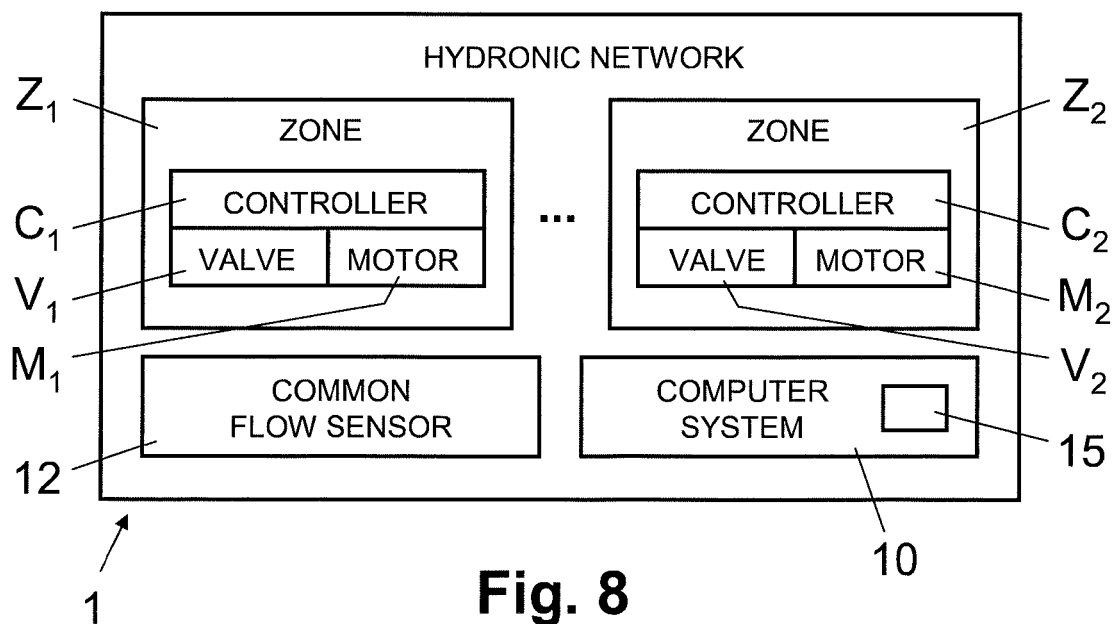 HYDRONIC NETWORK
Z1
ZONE
ZONE
Z2
C1
CONTROLLER
...
CONTROLLER
C2
V1
VALVE
MOTOR
VALVE
MOTOR
M2
M1
V2
COMMON
FLOW SENSOR
COMPUTER
SYSTEM
12
15
10
1
Fig. 8